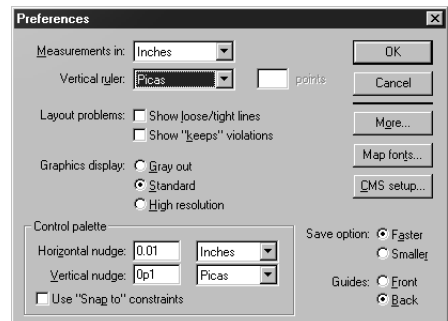 Preferences
Measurements in: Inches
OK
Vertical ruler: Picas points
Cancel
Layout problems: Show loose/tight lines
Show "keeps" violations
More...
Map fonts...
Graphics display: Gray out
Standard
High resolution
CMS setup...
Control palette
Horizontal nudge: 0.01 Inches
Vertical nudge: 0p1 Picas
Use "Snap to" constraints
Save option: Faster
Smaller
Guides: Front
Back